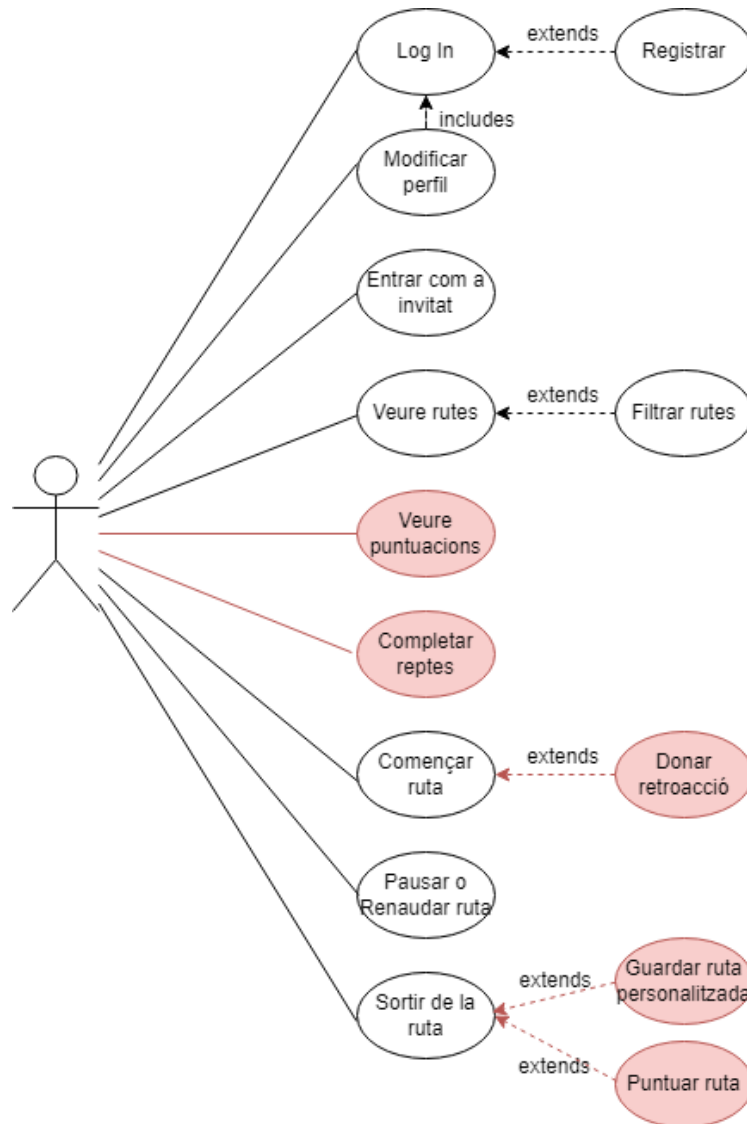 Log In
extends
Registrar
includes
Modificar
perfil
Entrar com a
invitat
Veure rutes
extends
Filtrar rutes
Veure
puntuacions
Completar
reptes
Començar
ruta
extends
Donar
retroacció
Pausar o
Renaudar ruta
Sortir de la
ruta
extends
Guardar ruta
personalitzada
extends
Puntuar ruta